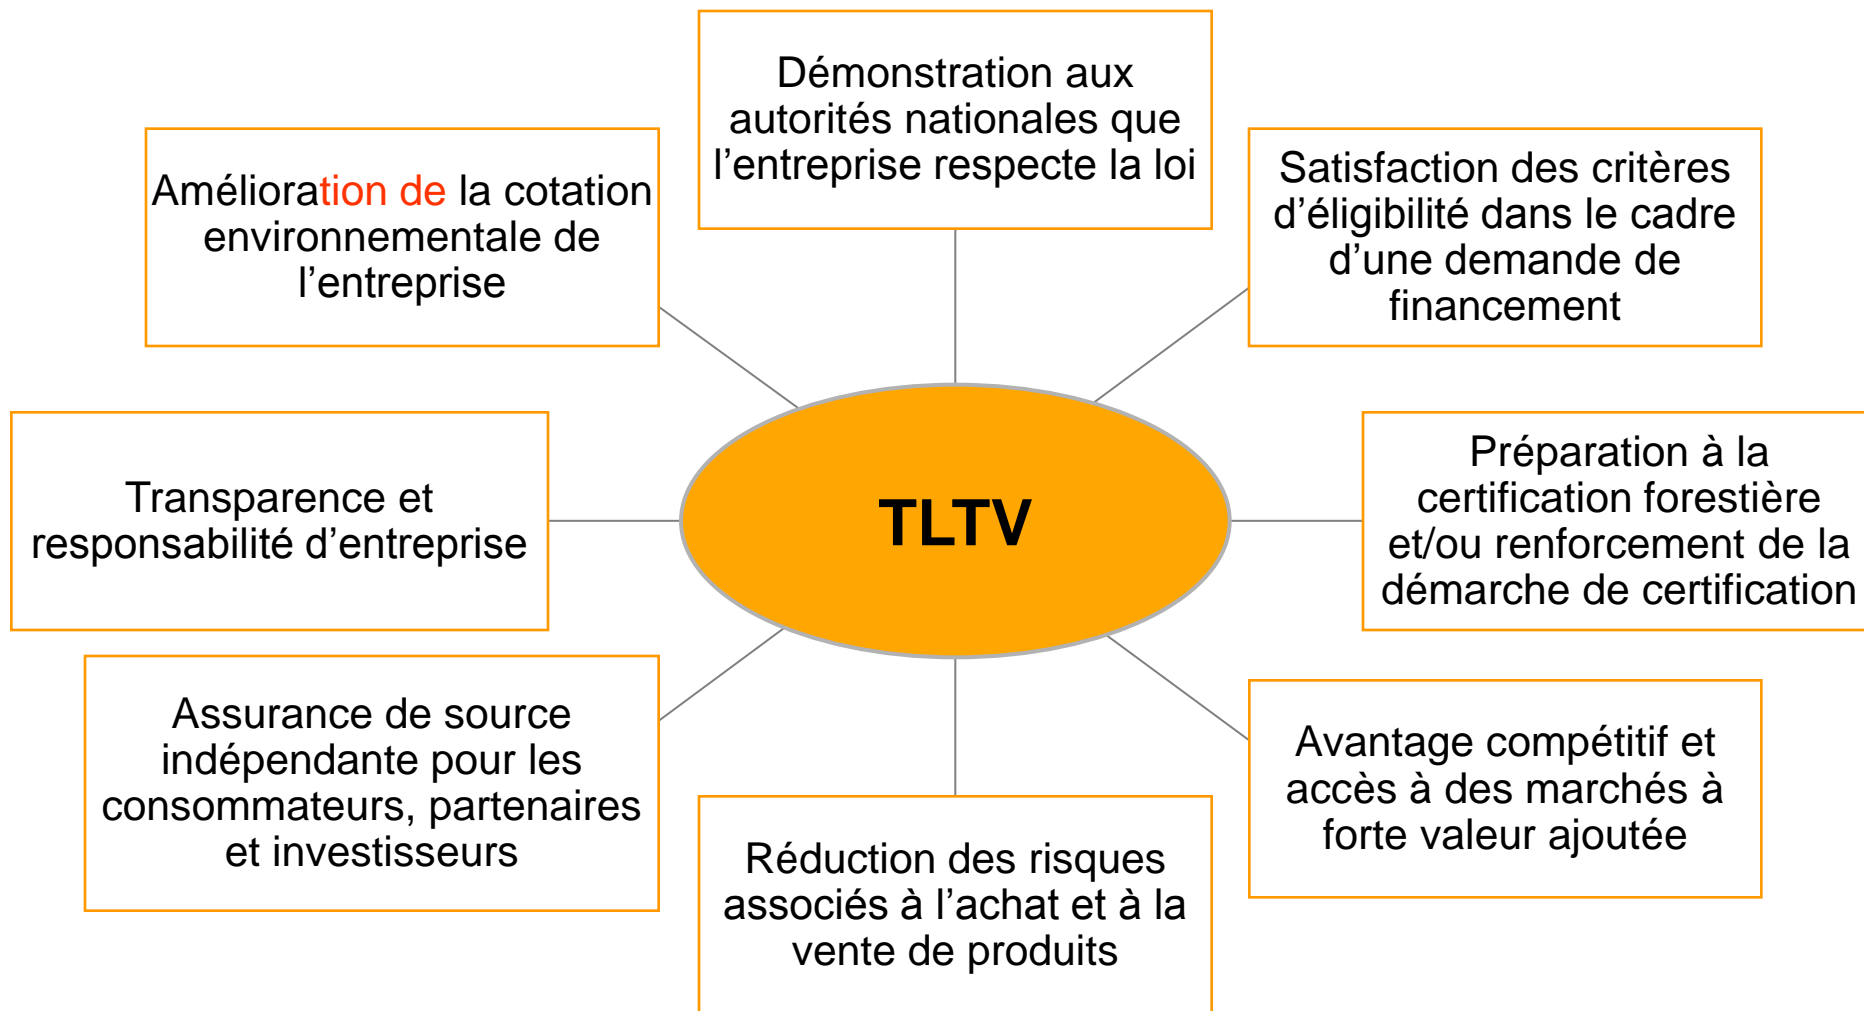 Démonstration aux
autorités nationales que
l’entreprise respecte la loi
Amélioration de la cotation
environnementale de
l’entreprise
Satisfaction des critères
d’éligibilité dans le cadre
d’une demande de
financement
Transparence et
responsabilité d’entreprise
TLTV
Préparation à la
certification forestière
et/ou renforcement de la
démarche de certification
Assurance de source
indépendante pour les
consommateurs, partenaires
et investisseurs
Avantage compétitif et
accès à des marchés à
forte valeur ajoutée
Réduction des risques
associés à l’achat et à la
vente de produits